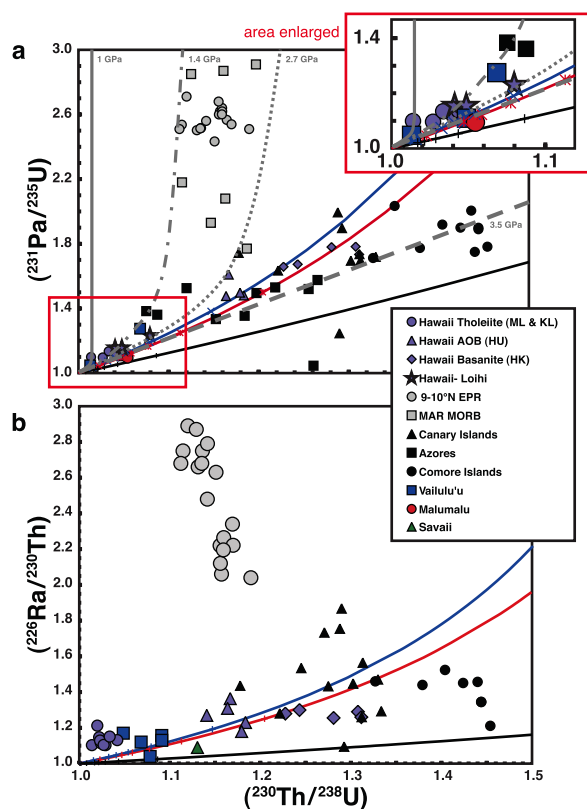 area enlarged
a
3.0
2.6
2.2
1.8
1.4
1.0
(²³¹Pa/²³⁵U)
1 GPa
1.4 GPa
2.7 GPa
3.5 GPa
1.4
1.0
1.0
1.1
Hawaii Tholeiite (ML & KL)
Hawaii AOB (HU)
Hawaii Basanite (HK)
Hawaii- Loihi
9-10°N EPR
MAR MORB
Canary Islands
Azores
Comore Islands
Vailulu'u
Malumalu
Savaii
b
3.0
2.8
2.6
2.4
2.2
2.0
1.8
1.6
1.4
1.2
1.0
(²²⁶Ra/²³⁰Th)
1.0
1.1
1.2
1.3
1.4
1.5
(²³⁰Th/²³⁸U)